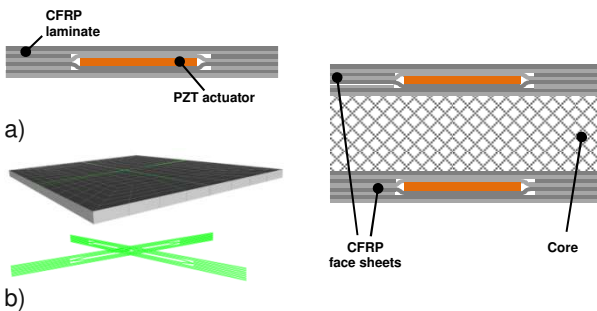 CFRP
laminate
PZT actuator
a)
b)
CFRP
face sheets
Core